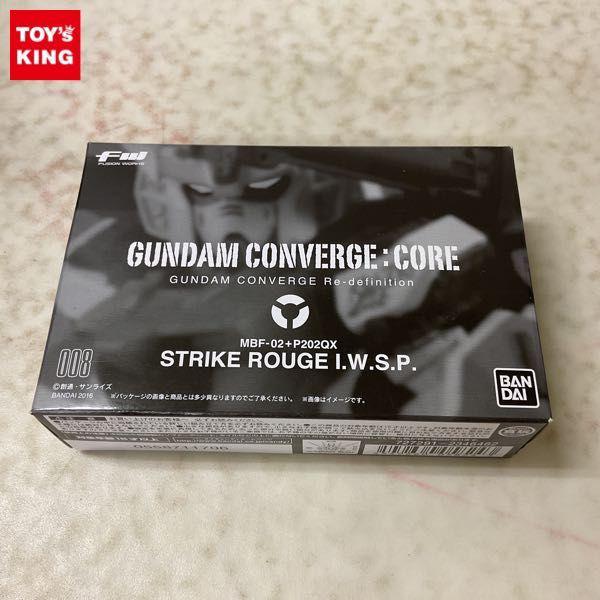 TOY's
KING
FW
FUSION WORKS
GUNDAM CONVERGE:CORE
GUNDAM CONVERGE Re-definition
MBF-02+P202QX
STRIKE ROUGE I.W.S.P.
008
©創通・サンライズ
BANDAI 2016
※パッケージの画像と商品とは多少異なりますのでご了承ください。 ※画像はイメージです。
BAN
DAI